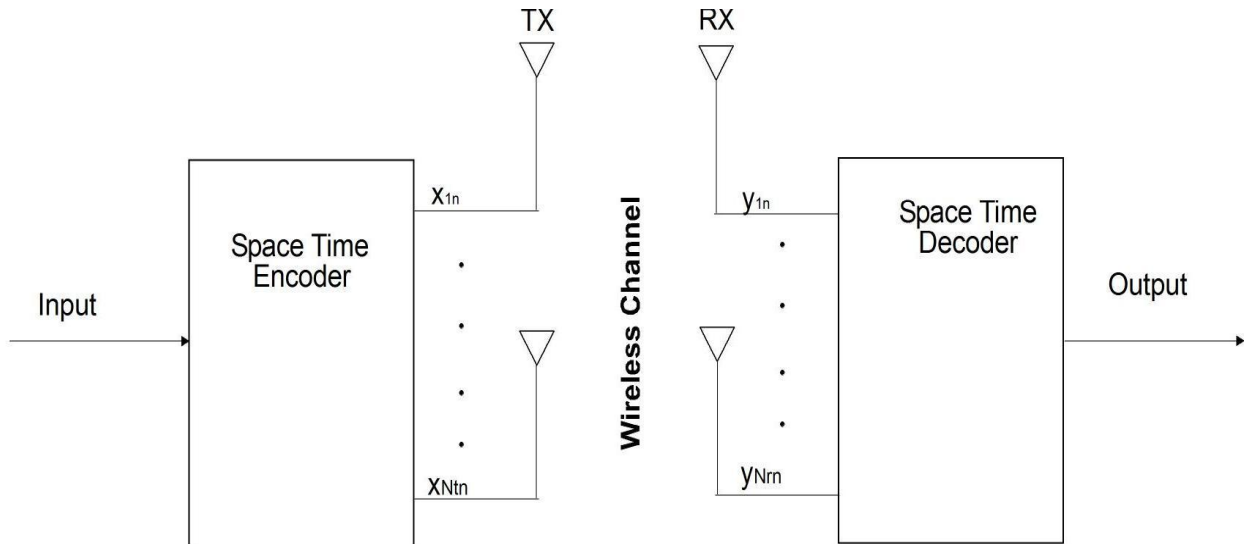 TX
RX
x1n
y1n
Space Time
Encoder
Wireless Channel
Space Time
Decoder
Input
Output
xNtn
yNrn